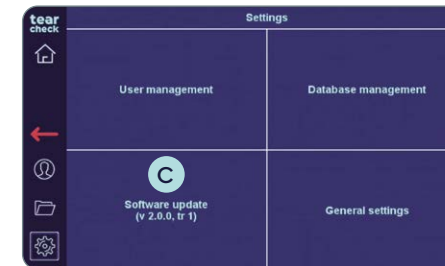 tear
check
Settings
User management
Database management
C
Software update
(v 2.0.0, tr 1)
General settings